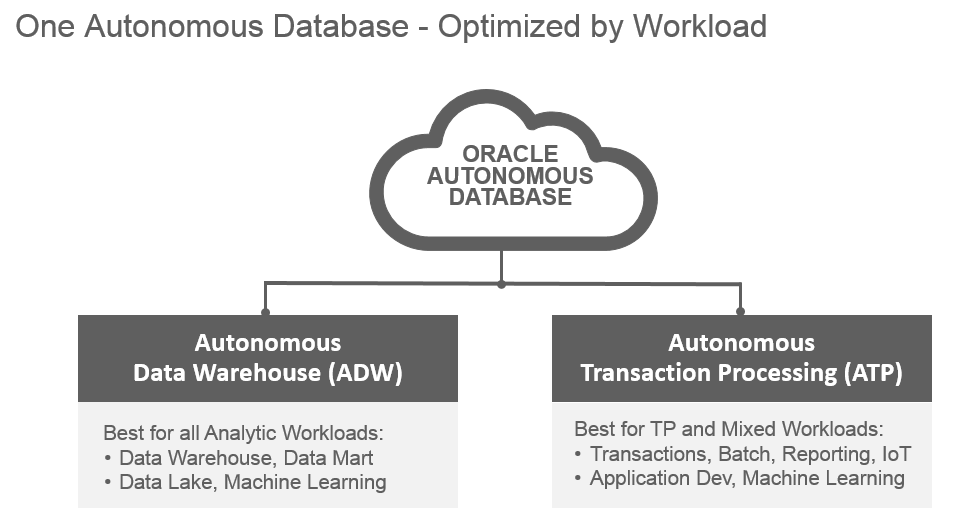 One Autonomous Database - Optimized by Workload
ORACLE
AUTONOMOUS
DATABASE
Autonomous
Data Warehouse (ADW)
Best for all Analytic Workloads:
• Data Warehouse, Data Mart
• Data Lake, Machine Learning
Autonomous
Transaction Processing (ATP)
Best for TP and Mixed Workloads:
• Transactions, Batch, Reporting, IoT
• Application Dev, Machine Learning